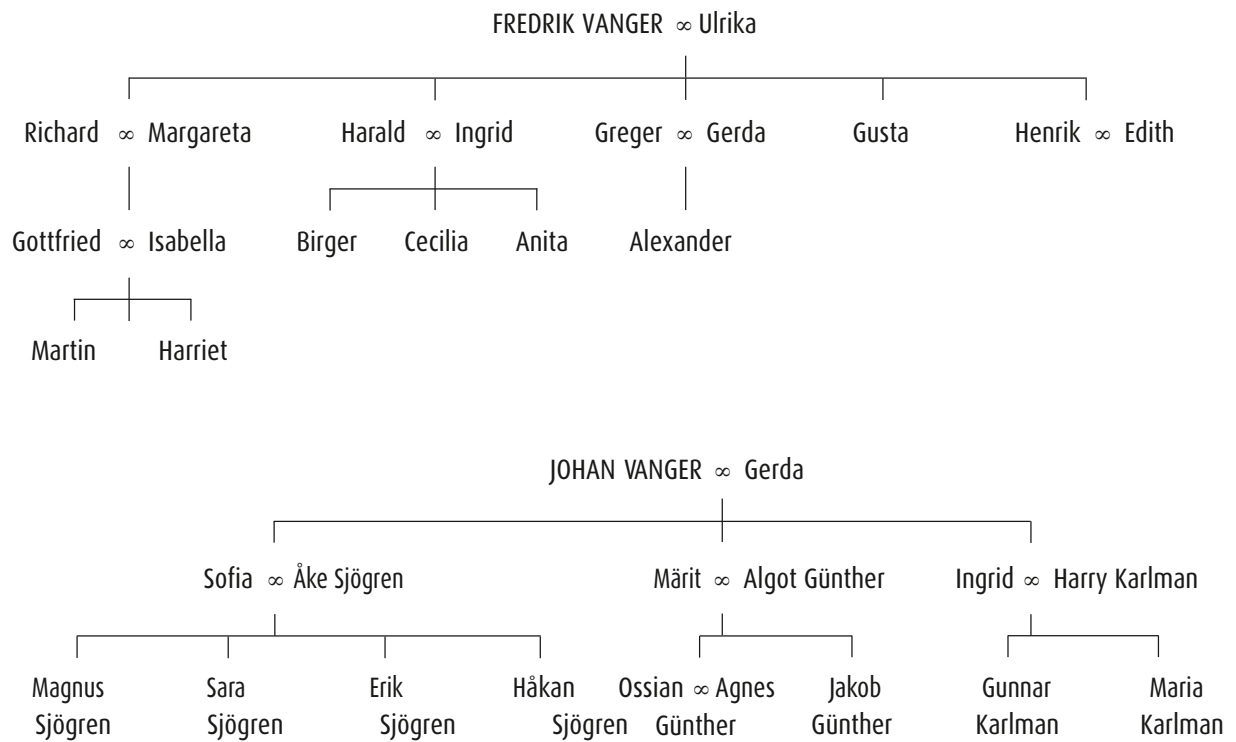 FREDRIK VANGER ∞ Ulrika
Richard ∞ Margareta Harald ∞ Ingrid Greger ∞ Gerda Gusta Henrik ∞ Edith
Gottfried ∞ Isabella Birger Cecilia Anita Alexander
Martin Harriet
JOHAN VANGER ∞ Gerda
Sofia ∞ Åke Sjögren Märit ∞ Algot Günther Ingrid ∞ Harry Karlman
Magnus Sara Erik Håkan Ossian ∞ Agnes Jakob Gunnar Maria
Sjögren Sjögren Sjögren Sjögren Günther Günther Karlman Karlman